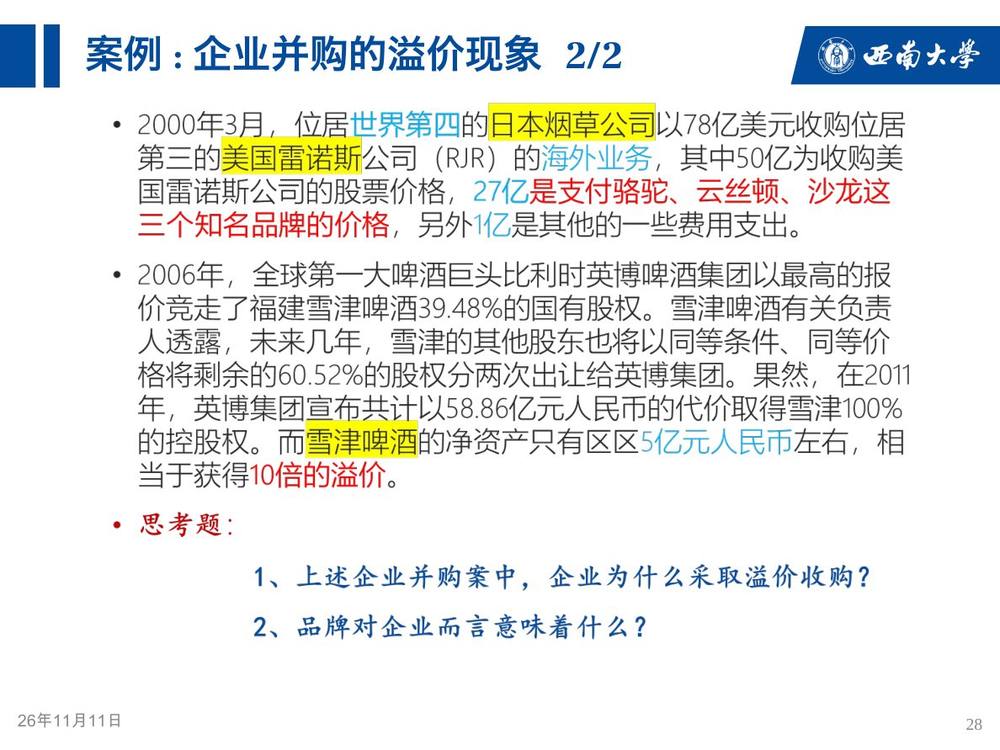 案例：企业并购的溢价现象 2/2
西南大学
• 2000年3月，位居世界第四的日本烟草公司以78亿美元收购位居
第三的美国雷诺斯公司（RJR）的海外业务，其中50亿为收购美
国雷诺斯公司的股票价格，27亿是支付骆驼、云丝顿、沙龙这
三个知名品牌的价格，另外1亿是其他的一些费用支出。
• 2006年，全球第一大啤酒巨头比利时英博啤酒集团以最高的报
价竞走了福建雪津啤酒39.48%的国有股权。雪津啤酒有关负责
人透露，未来几年，雪津的其他股东也将以同等条件、同等价
格将剩余的60.52%的股权分两次出让给英博集团。果然，在2011
年，英博集团宣布共计以58.86亿元人民币的代价取得雪津100%
的控股权。而雪津啤酒的净资产只有区区5亿元人民币左右，相
当于获得10倍的溢价。
• 思考题：
1、上述企业并购案中，企业为什么采取溢价收购？
2、品牌对企业而言意味着什么？
26年11月11日
28